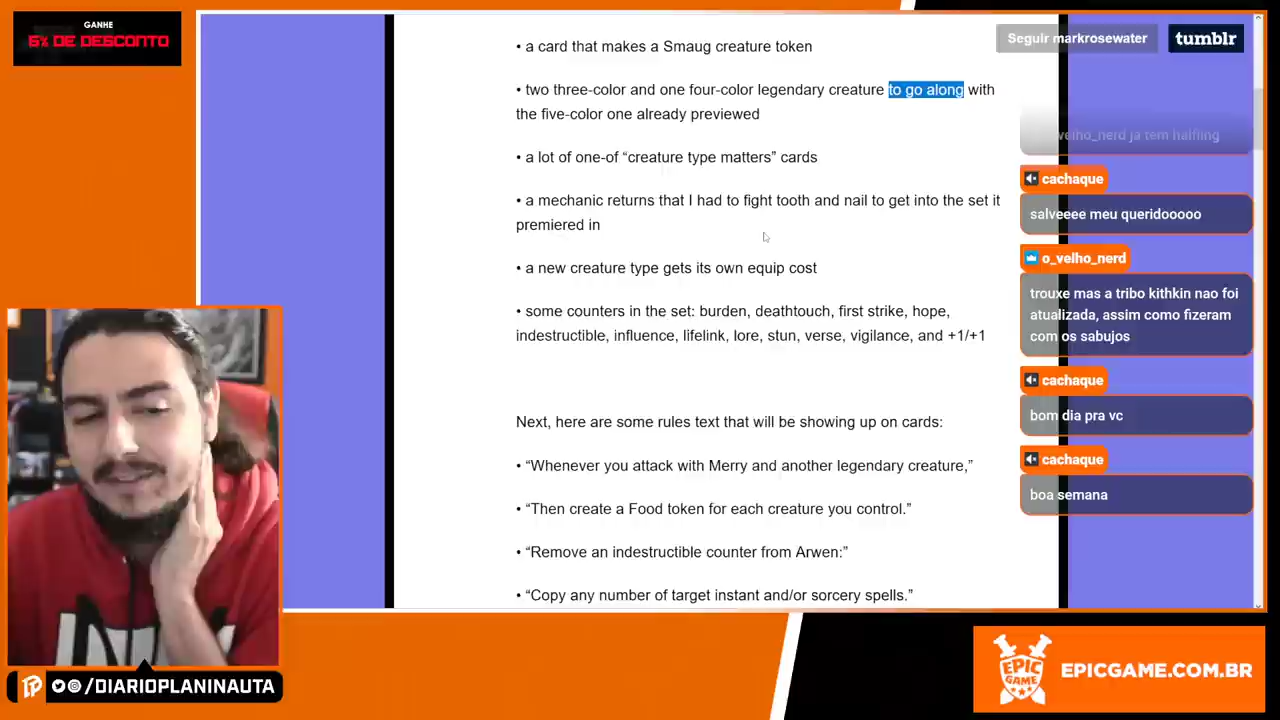 GANHE
5% DE DESCONTO
• a card that makes a Smaug creature token
• two three-color and one four-color legendary creature to go along with
the five-color one already previewed
• a lot of one-of “creature type matters” cards
• a mechanic returns that I had to fight tooth and nail to get into the set it
premiered in
• a new creature type gets its own equip cost
• some counters in the set: burden, deathtouch, first strike, hope,
indestructible, influence, lifelink, lore, stun, verse, vigilance, and +1/+1
Next, here are some rules text that will be showing up on cards:
• “Whenever you attack with Merry and another legendary creature,”
• “Then create a Food token for each creature you control.”
• “Remove an indestructible counter from Arwen:”
• “Copy any number of target instant and/or sorcery spells.”
Seguir markrosewater
tumblr
velho_nerd ja tem halfling
cachaque
salveeee meu queridooooo
o_velho_nerd
trouxe mas a tribo kithkin nao foi
atualizada, assim como fizeram
com os sabujos
cachaque
bom dia pra vc
cachaque
boa semana
/DIARIOPLANINAUTA
EPIC
GAME
EPICGAME.COM.BR